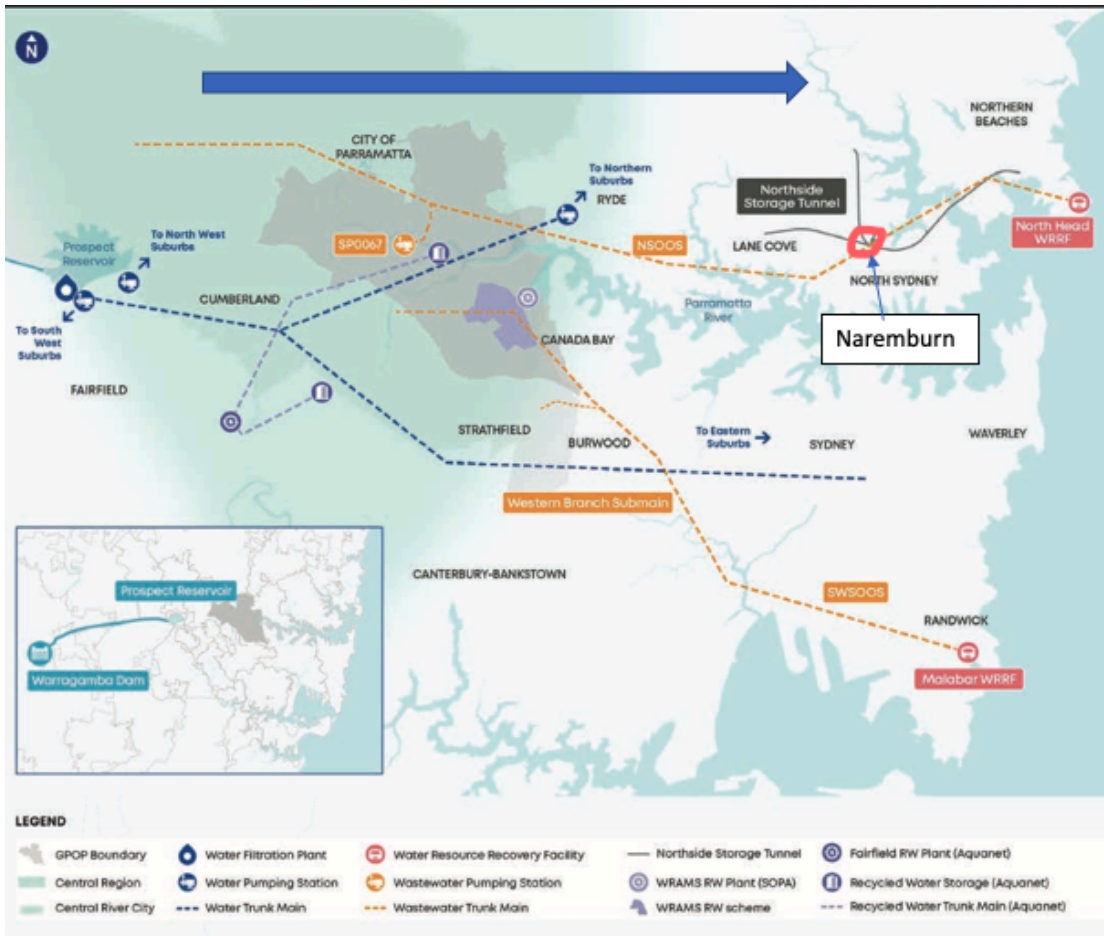 N
NORTHERN
BEACHES
CITY OF
PARRAMATTA
To Northern
Suburbs
RYDE
Northside
Storage Tunnel
North Head
WRRF
SP0067
NSOOS
LANE COVE
NORTH SYDNEY
Prospect
Reservoir
To North West
Suburbs
CUMBERLAND
Parramatta
River
To South
West
Suburbs
CANADA BAY
Naremburn
FAIRFIELD
STRATHFIELD
BURWOOD
To Eastern
Suburbs
SYDNEY
WAVERLEY
Western Branch Submain
CANTERBURY-BANKSTOWN
SWSOOS
RANDWICK
Malabar WRRF
Prospect Reservoir
Warragamba Dam
LEGEND
GPOP Boundary
Water Filtration Plant
Water Resource Recovery Facility
Northside Storage Tunnel
Fairfield RW Plant (Aquanet)
Central Region
Water Pumping Station
Wastewater Pumping Station
WRAMS RW Plant (SOPA)
Recycled Water Storage (Aquanet)
Central River City
Water Trunk Main
Wastewater Trunk Main
WRAMS RW scheme
Recycled Water Trunk Main (Aquanet)